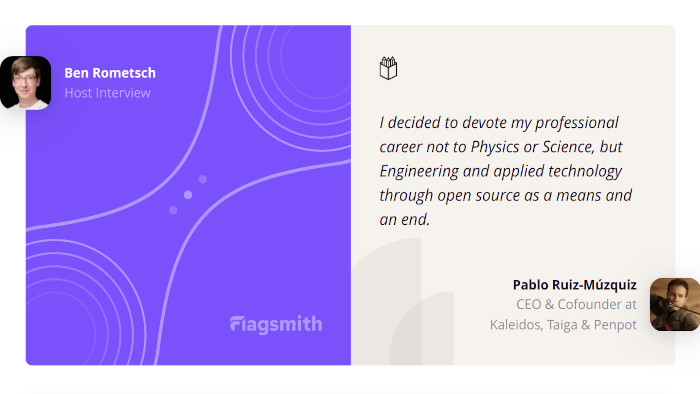 Ben Rometsch
Host Interview
Flagsmith
I decided to devote my professional
career not to Physics or Science, but
Engineering and applied technology
through open source as a means and
an end.
Pablo Ruiz-Múzquiz
CEO & Cofounder at
Kaleidos, Taiga & Penpot